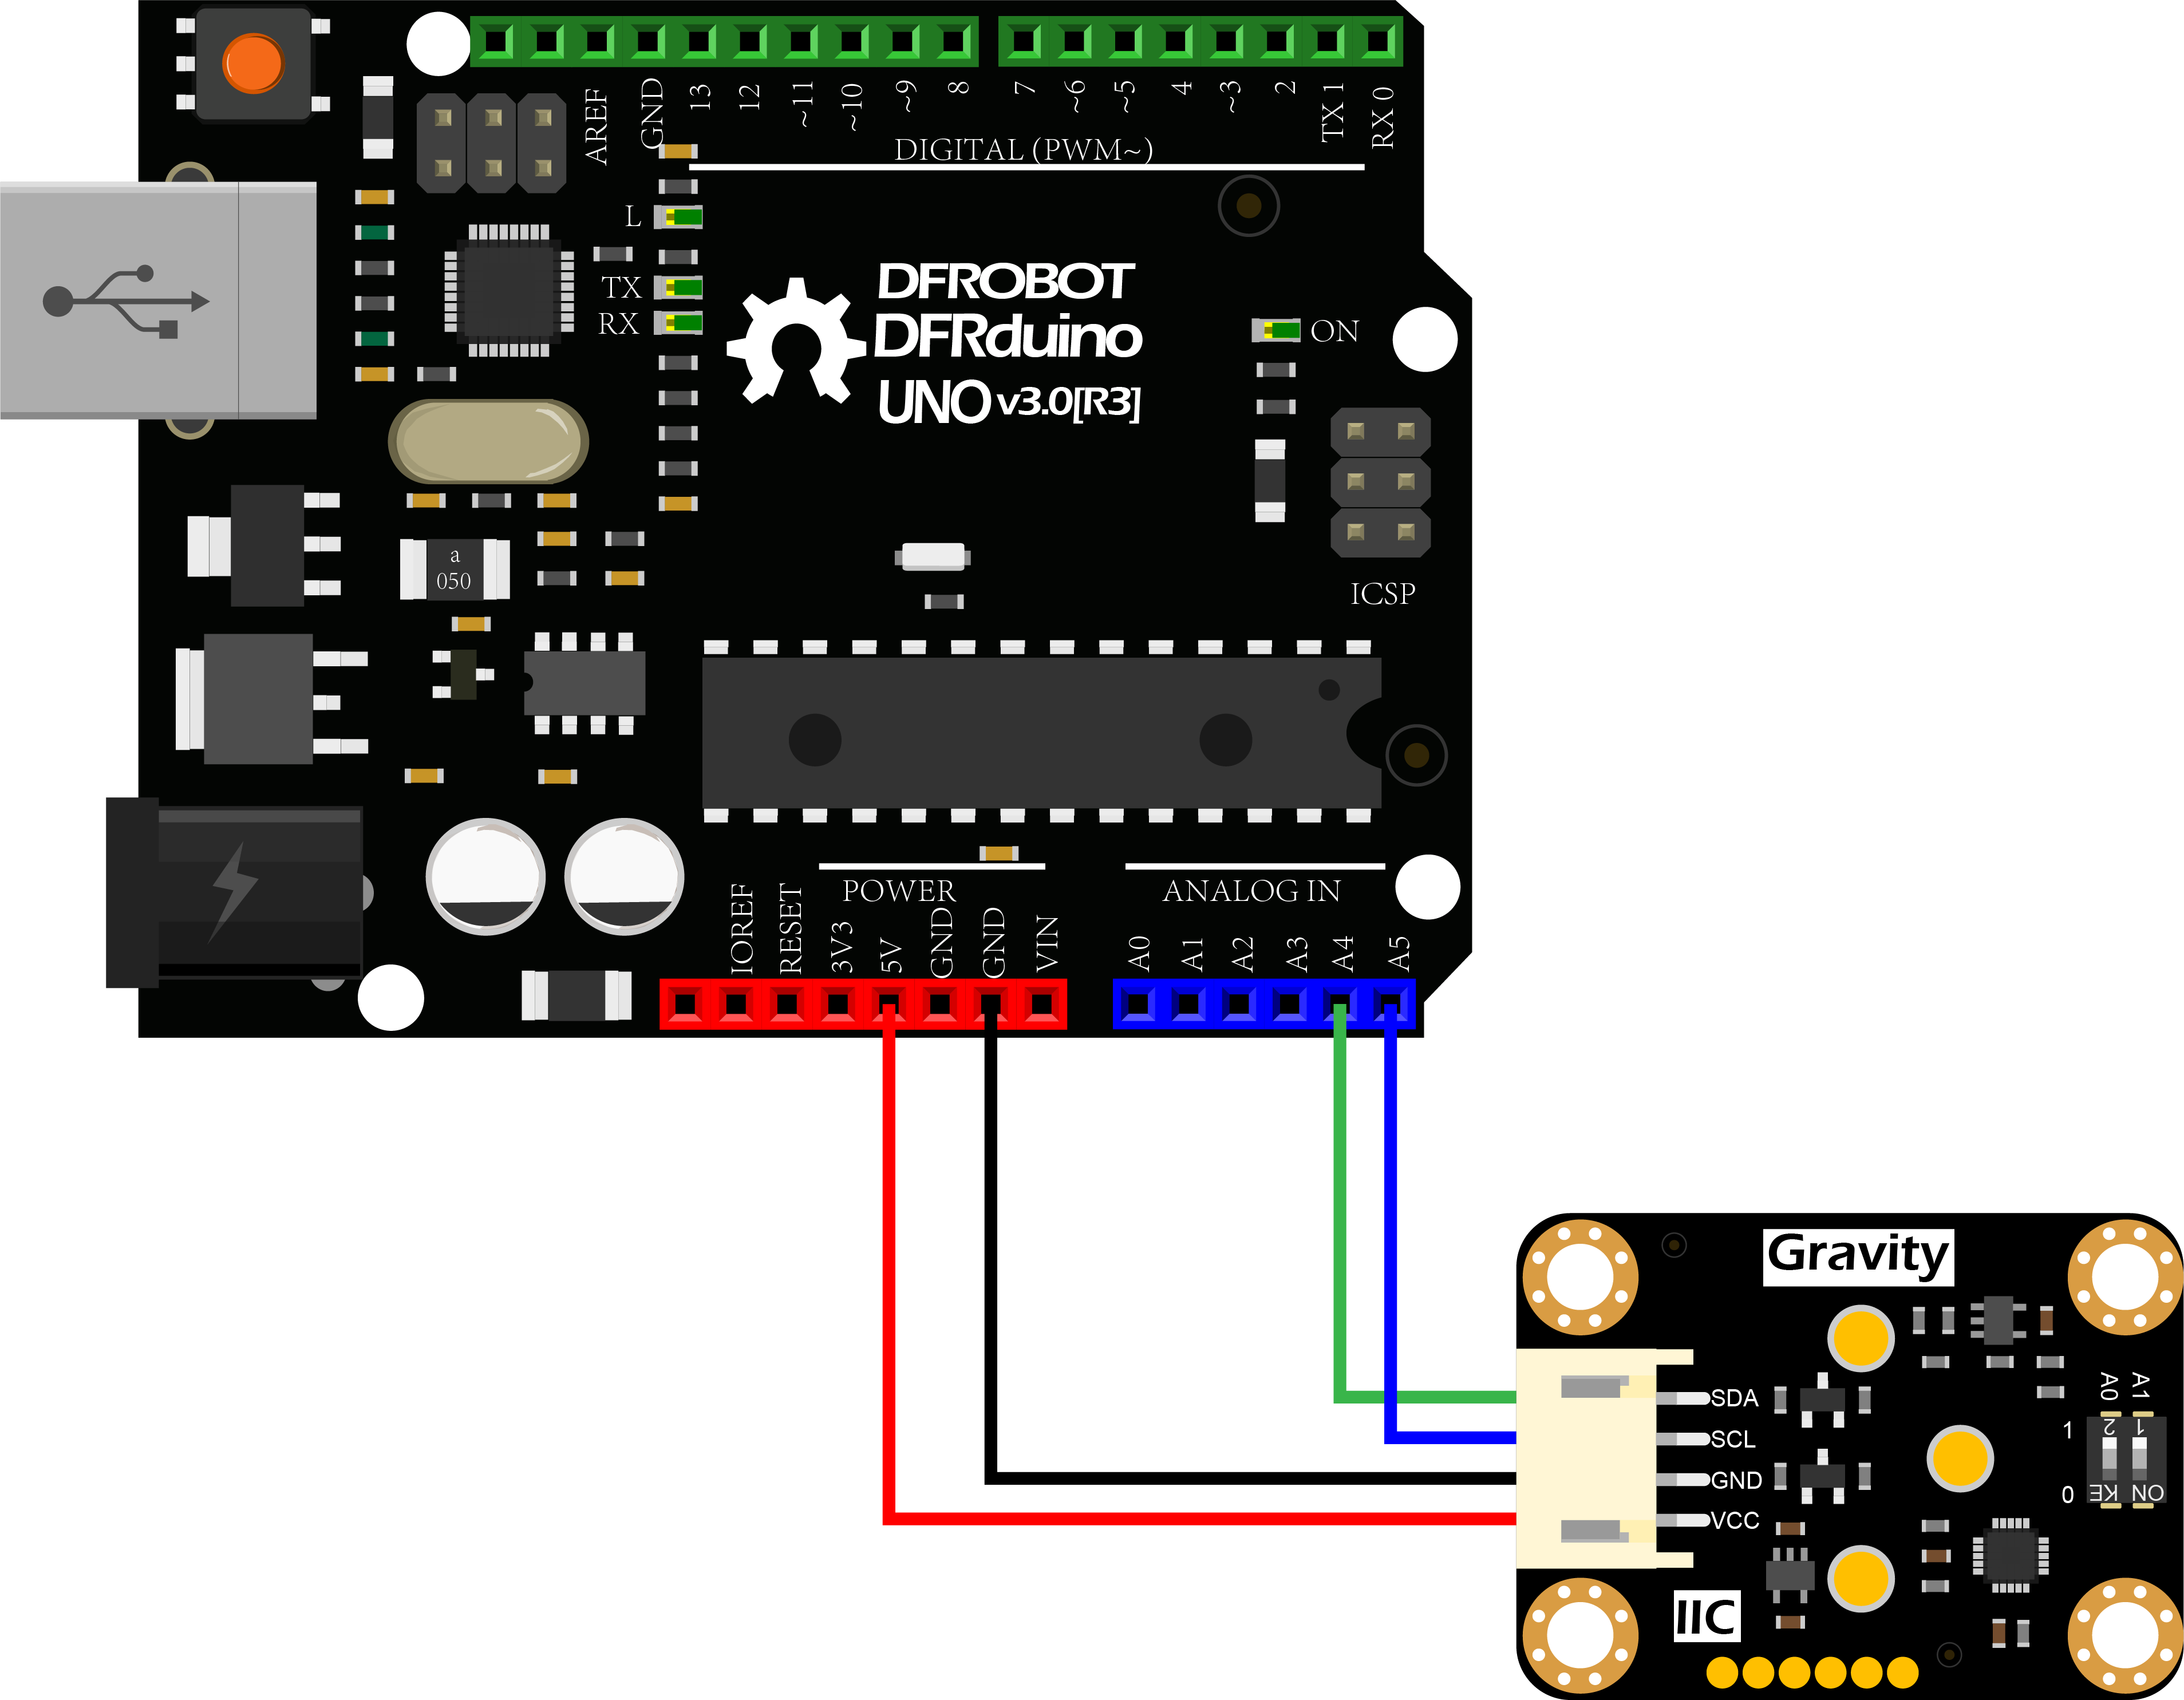 AREF
GND
13
12
~11
~10
~9
8
7
~6
~5
4
~3
2
TX 1
RX 0
DIGITAL (PWM~)
L
TX
RX
DFROBOT
DFRduino
UNO v3.0[R3]
ON
a
050
ICSP
POWER
ANALOG IN
IOREF
RESET
3V3
5V
GND
GND
VIN
A0
A1
A2
A3
A4
A5
Gravity
A0
A1
SDA
SCL
GND
VCC
1
2
1
0
KE
ON
IIC